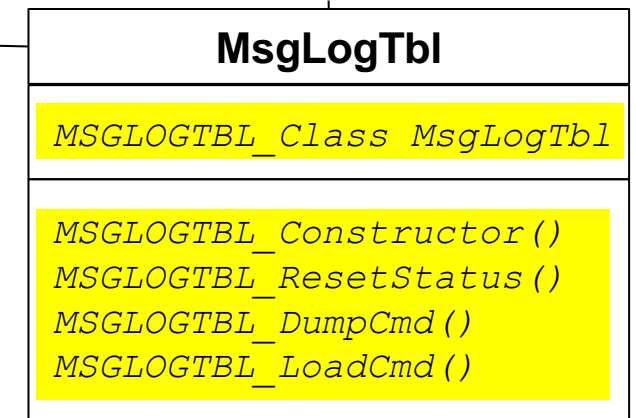 MsgLogTbl
MSGLOGTBL_Class MsgLogTbl
MSGLOGTBL_Constructor()
MSGLOGTBL_ResetStatus()
MSGLOGTBL_DumpCmd()
MSGLOGTBL_LoadCmd()